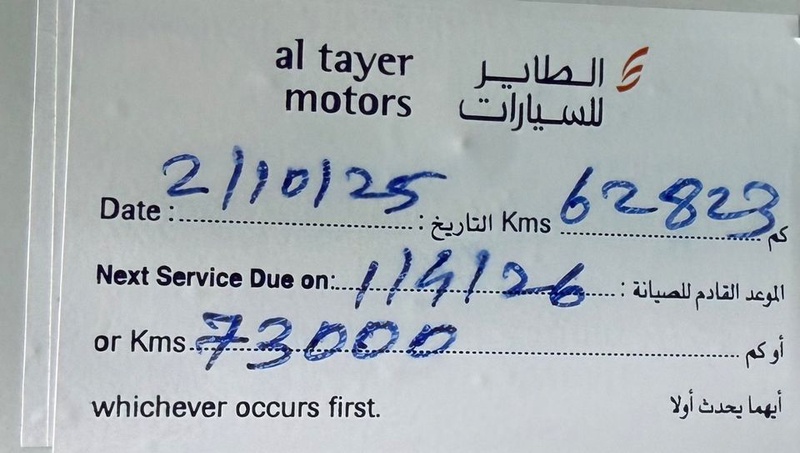 al tayer motors
الطاير للسيارات
Date : 2/10/25 التاريخ : Kms 62823 كم
Next Service Due on: 1/4/26 الموعد القادم للصيانة :
or Kms 73000 أو كم
whichever occurs first. أيهما يحدث أولا